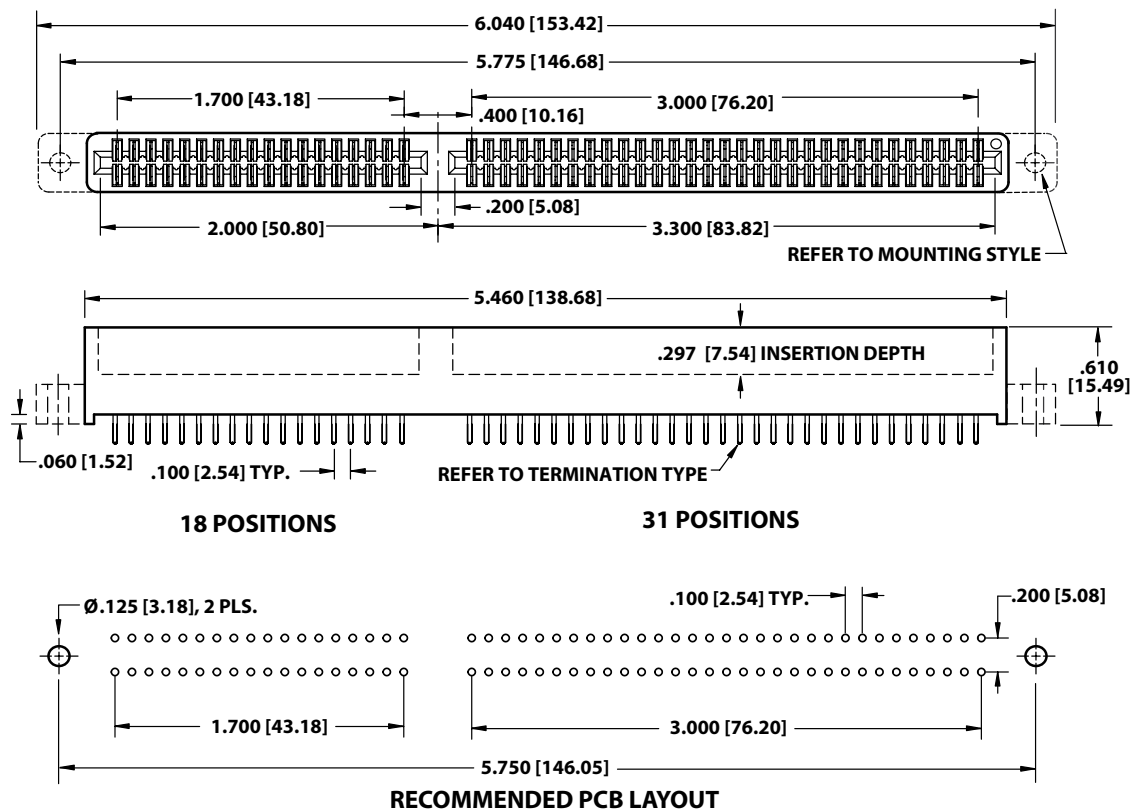 6.040 [153.42]
5.775 [146.68]
1.700 [43.18]
3.000 [76.20]
.400 [10.16]
.200 [5.08]
2.000 [50.80]
3.300 [83.82]
REFER TO MOUNTING STYLE
5.460 [138.68]
.297 [7.54] INSERTION DEPTH
.610
[15.49]
.060 [1.52]
.100 [2.54] TYP.
REFER TO TERMINATION TYPE
18 POSITIONS
31 POSITIONS
Ø.125 [3.18], 2 PLS.
.100 [2.54] TYP.
.200 [5.08]
1.700 [43.18]
3.000 [76.20]
5.750 [146.05]
RECOMMENDED PCB LAYOUT